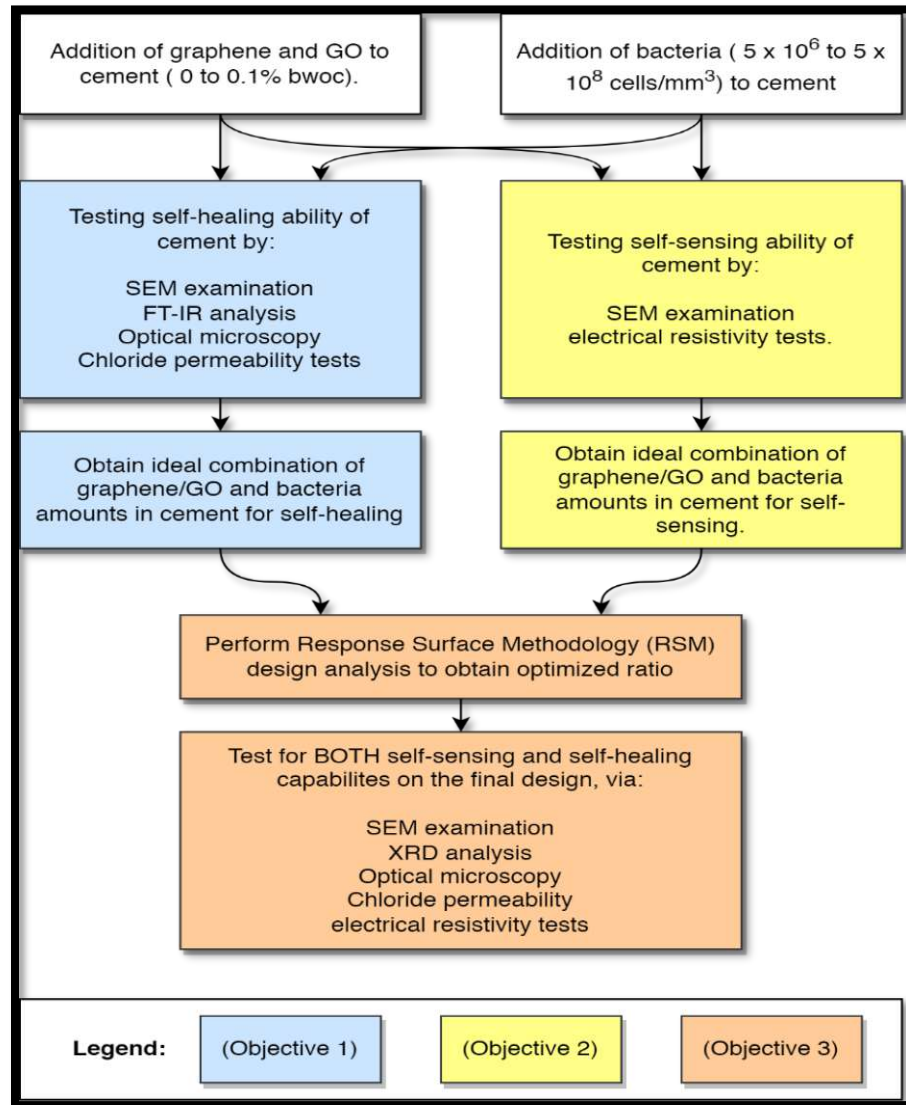 Addition of graphene and GO to
cement ( 0 to 0.1% bwoc).
Addition of bacteria ( 5 x 10⁶ to 5 x
10⁸ cells/mm³) to cement
Testing self-healing ability of
cement by:
SEM examination
FT-IR analysis
Optical microscopy
Chloride permeability tests
Testing self-sensing ability of
cement by:
SEM examination
electrical resistivity tests.
Obtain ideal combination of
graphene/GO and bacteria
amounts in cement for self-healing
Obtain ideal combination of
graphene/GO and bacteria
amounts in cement for self-
sensing.
Perform Response Surface Methodology (RSM)
design analysis to obtain optimized ratio
Test for BOTH self-sensing and self-healing
capabilites on the final design, via:
SEM examination
XRD analysis
Optical microscopy
Chloride permeability
electrical resistivity tests
Legend:
(Objective 1)
(Objective 2)
(Objective 3)